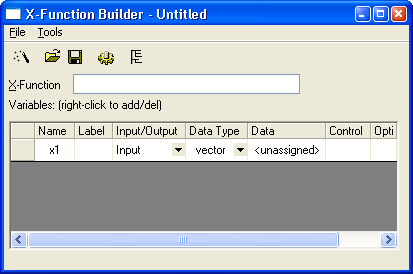 X-Function Builder - Untitled
File Tools
X-Function
Variables: (right-click to add/del)
Name Label Input/Output Data Type Data Control Opti
x1 Input vector <unassigned>